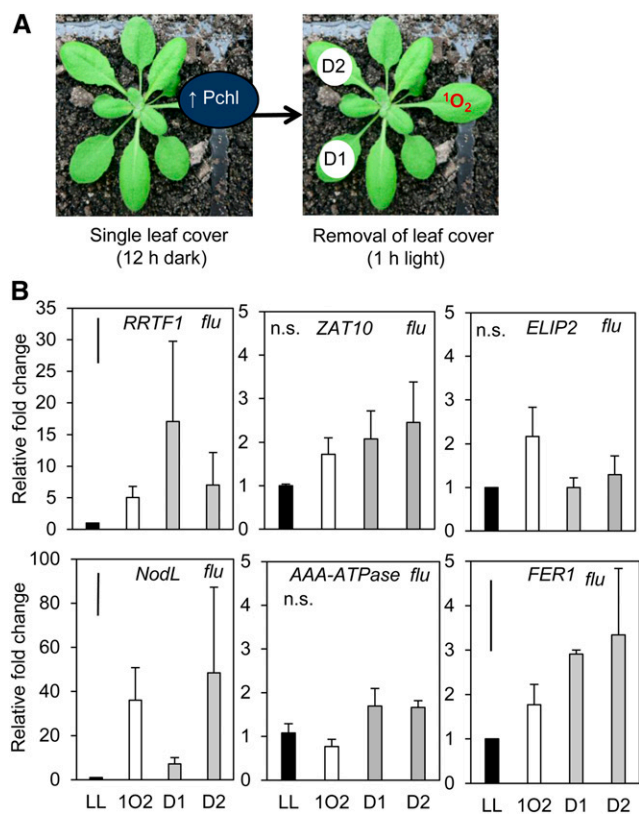 A
↑ Pchl
D2
D1
¹O₂
Single leaf cover
(12 h dark)
Removal of leaf cover
(1 h light)
B
Relative fold change
35
30
25
20
15
10
5
0
RRTF1 flu
5
4
3
2
1
0
n.s. ZAT10 flu
5
4
3
2
1
0
n.s. ELIP2 flu
Relative fold change
100
80
60
40
20
0
NodL flu
LL 1O2 D1 D2
5
4
3
2
1
0
AAA-ATPase flu
n.s.
LL 1O2 D1 D2
5
4
3
2
1
0
FER1 flu
LL 1O2 D1 D2